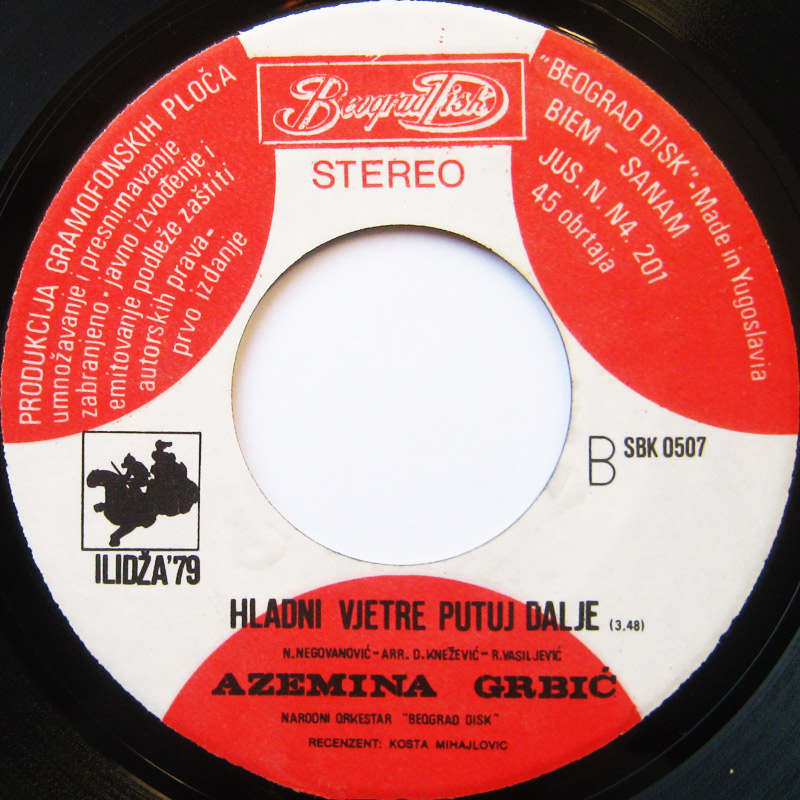 Beograd Disk
STEREO
PRODUKCIJA GRAMOFONSKIH PLOČA
umnožavanje i presnimavanje
zabranjeno • javno izvođenje i
emitovanje podleže zaštiti
autorskih prava-
prvo izdanje
"BEOGRAD DISK"• Made in Yugoslavia
BIEM - SANAM
JUS. N. N4. 201
45 obrtaja
ILIDŽA'79
B SBK 0507
HLADNI VJETRE PUTUJ DALJE (3.48)
N.NEGOVANOVIĆ-ARR. D.KNEŽEVIĆ-R.VASILJEVIĆ
AZEMINA GRBIĆ
NARODNI ORKESTAR "BEOGRAD DISK"
RECENZENT: KOSTA MIHAJLOVIC